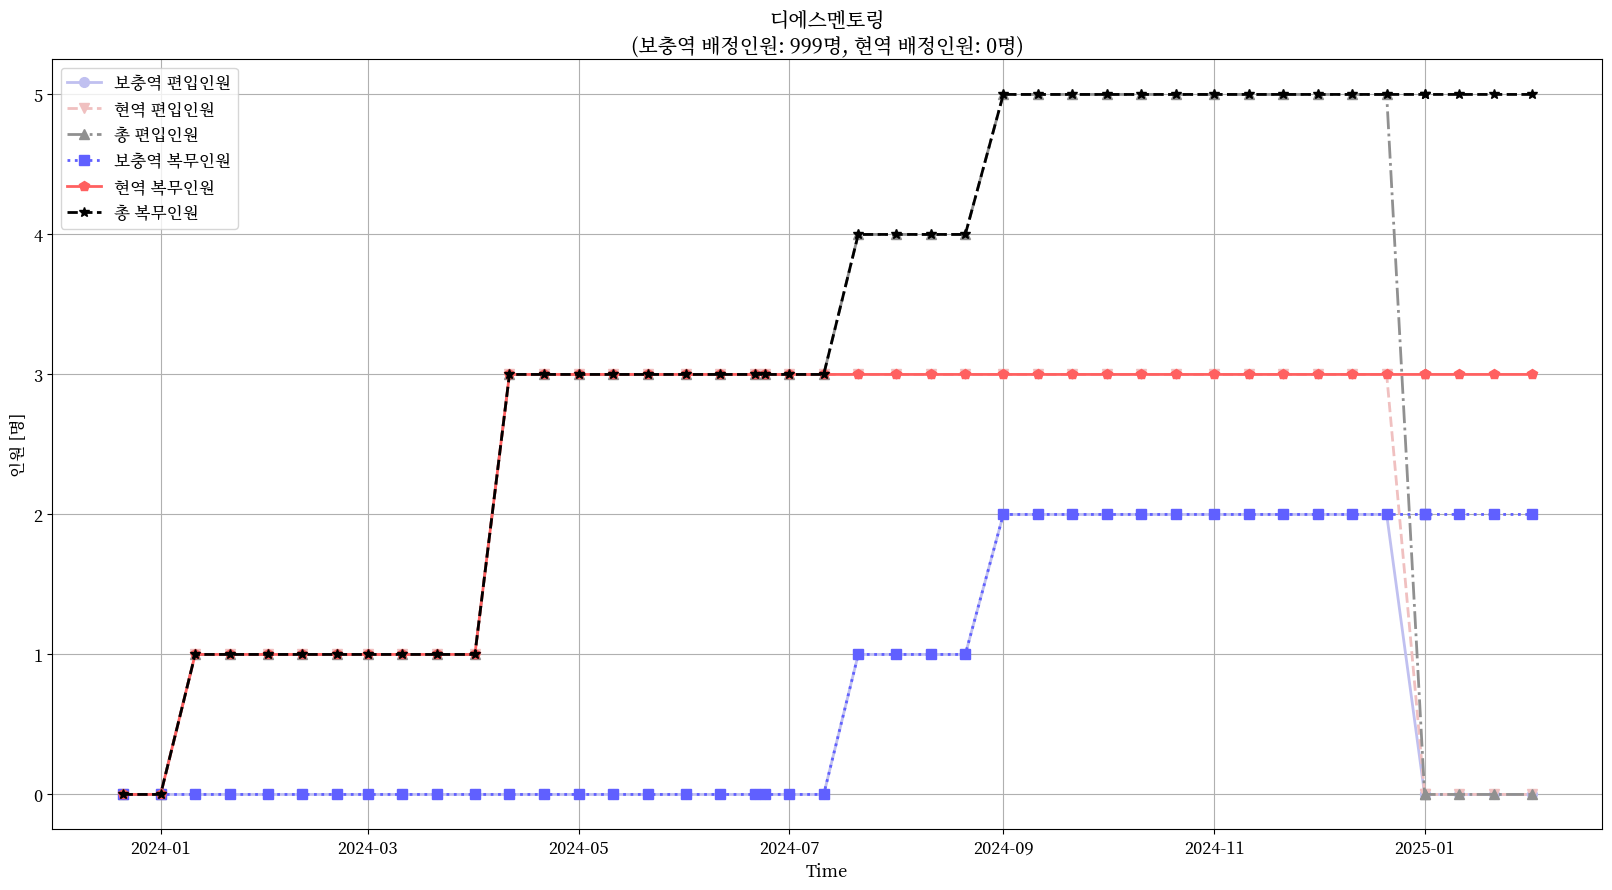 디에스멘토링
(보충역 배정인원: 999명, 현역 배정인원: 0명)
보충역 편입인원
현역 편입인원
총 편입인원
보충역 복무인원
현역 복무인원
총 복무인원
5
4
3
2
1
0
인원 [명]
2024-01
2024-03
2024-05
2024-07
2024-09
2024-11
2025-01
Time